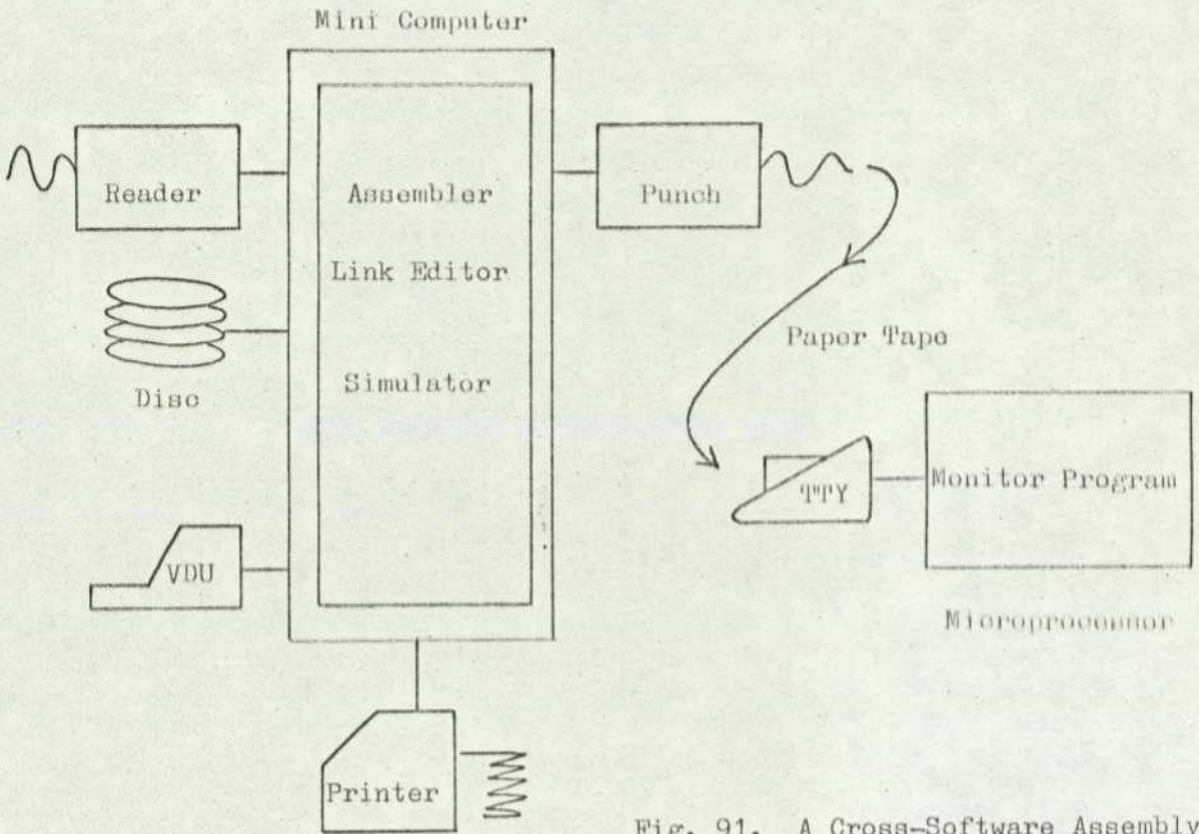 Mini Computer
Reader
Assembler
Punch
Link Editor
Paper Tape
Disc
Simulator
TTY
Monitor Program
VDU
Microprocessor
Printer
Fig. 91. A Cross-Software Assembly